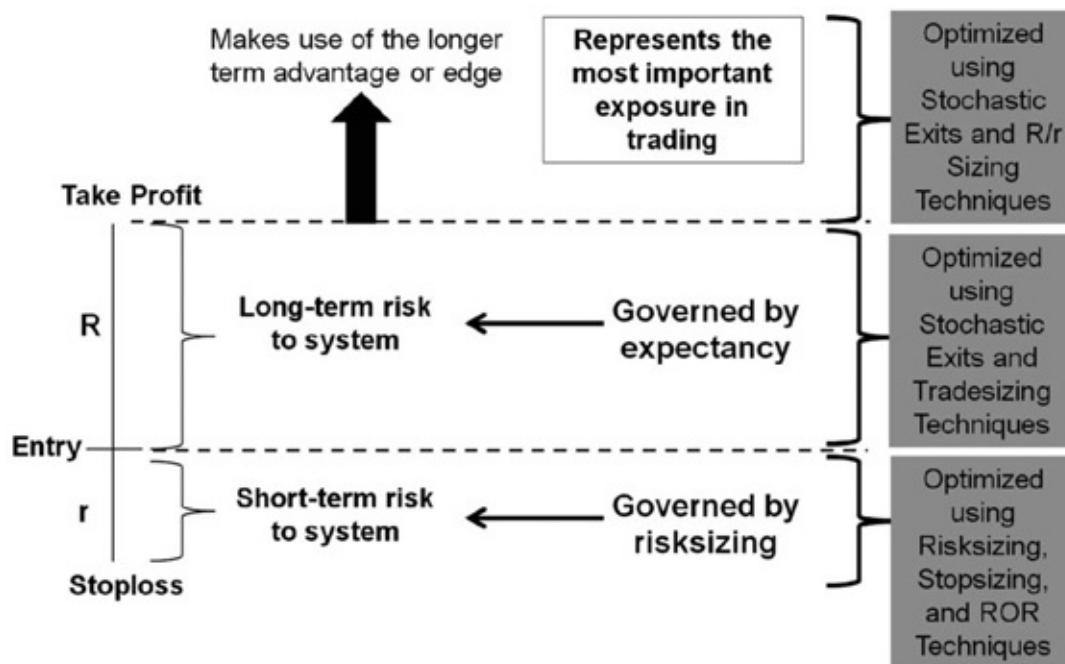 Makes use of the longer
term advantage or edge
Represents the
most important
exposure in
trading
Optimized
using
Stochastic
Exits and R/r
Sizing
Techniques
Take Profit
R
Long-term risk
to system
Governed by
expectancy
Optimized
using
Stochastic
Exits and
Tradesizing
Techniques
Entry
r
Short-term risk
to system
Governed by
risksizing
Optimized
using
Risksizing,
Stopsizing,
and ROR
Techniques
Stoploss